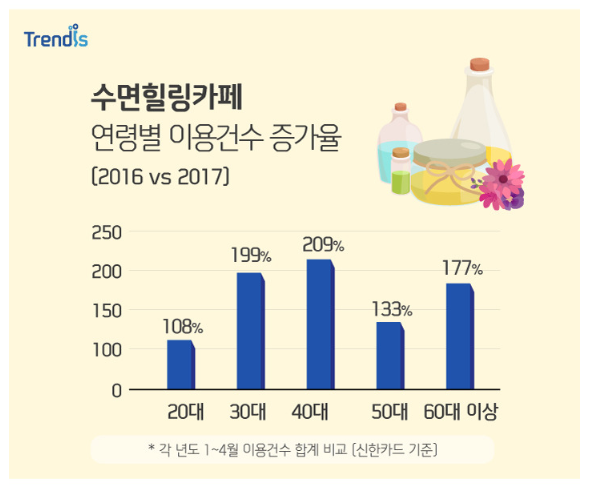 Trendis
수면힐링카페
연령별 이용건수 증가율
(2016 vs 2017)
250
200
150
100
0
108%
199%
209%
133%
177%
20대 30대 40대 50대 60대 이상
* 각 년도 1~4월 이용건수 합계 비교 (신한카드 기준)